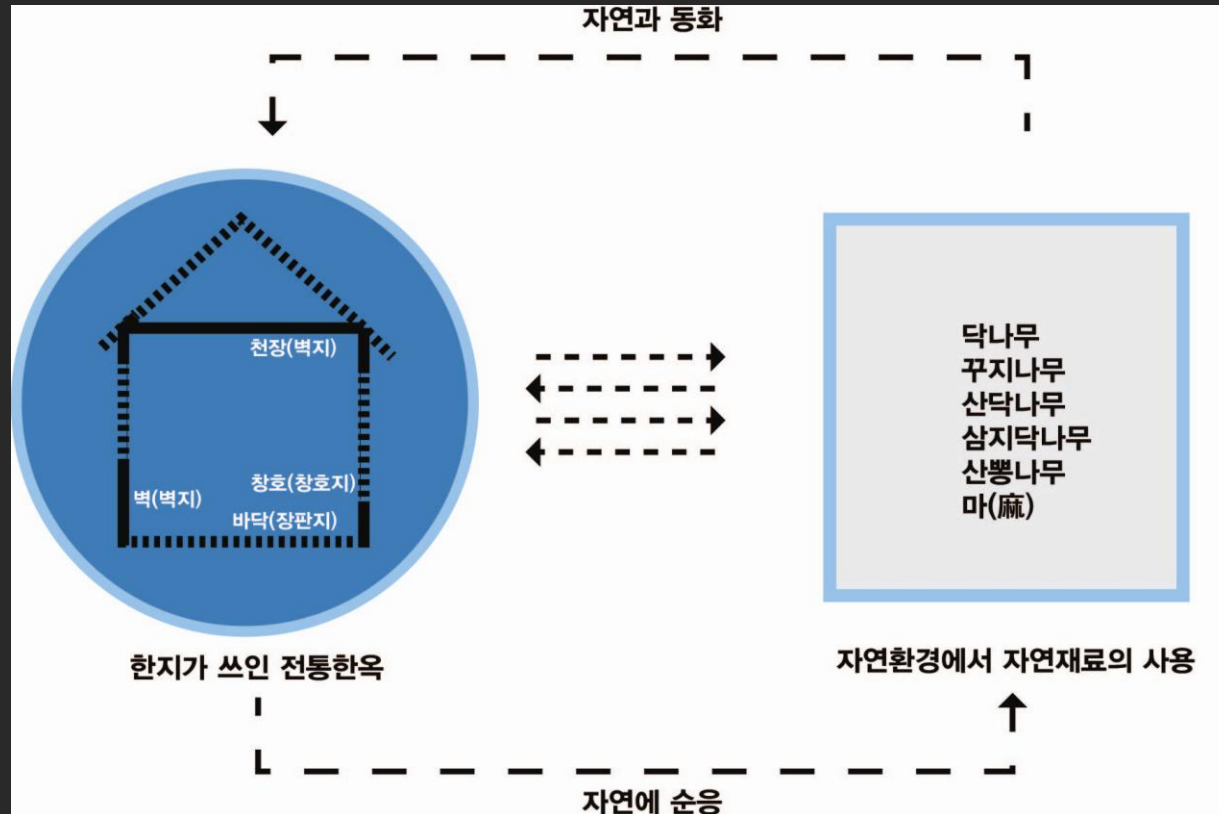 자연과 동화
천장(벽지)
창호(창호지)
벽(벽지)
바닥(장판지)
닥나무
꾸지나무
산닥나무
삼지닥나무
산뽕나무
마(麻)
한지가 쓰인 전통한옥
자연환경에서 자연재료의 사용
자연에 순응